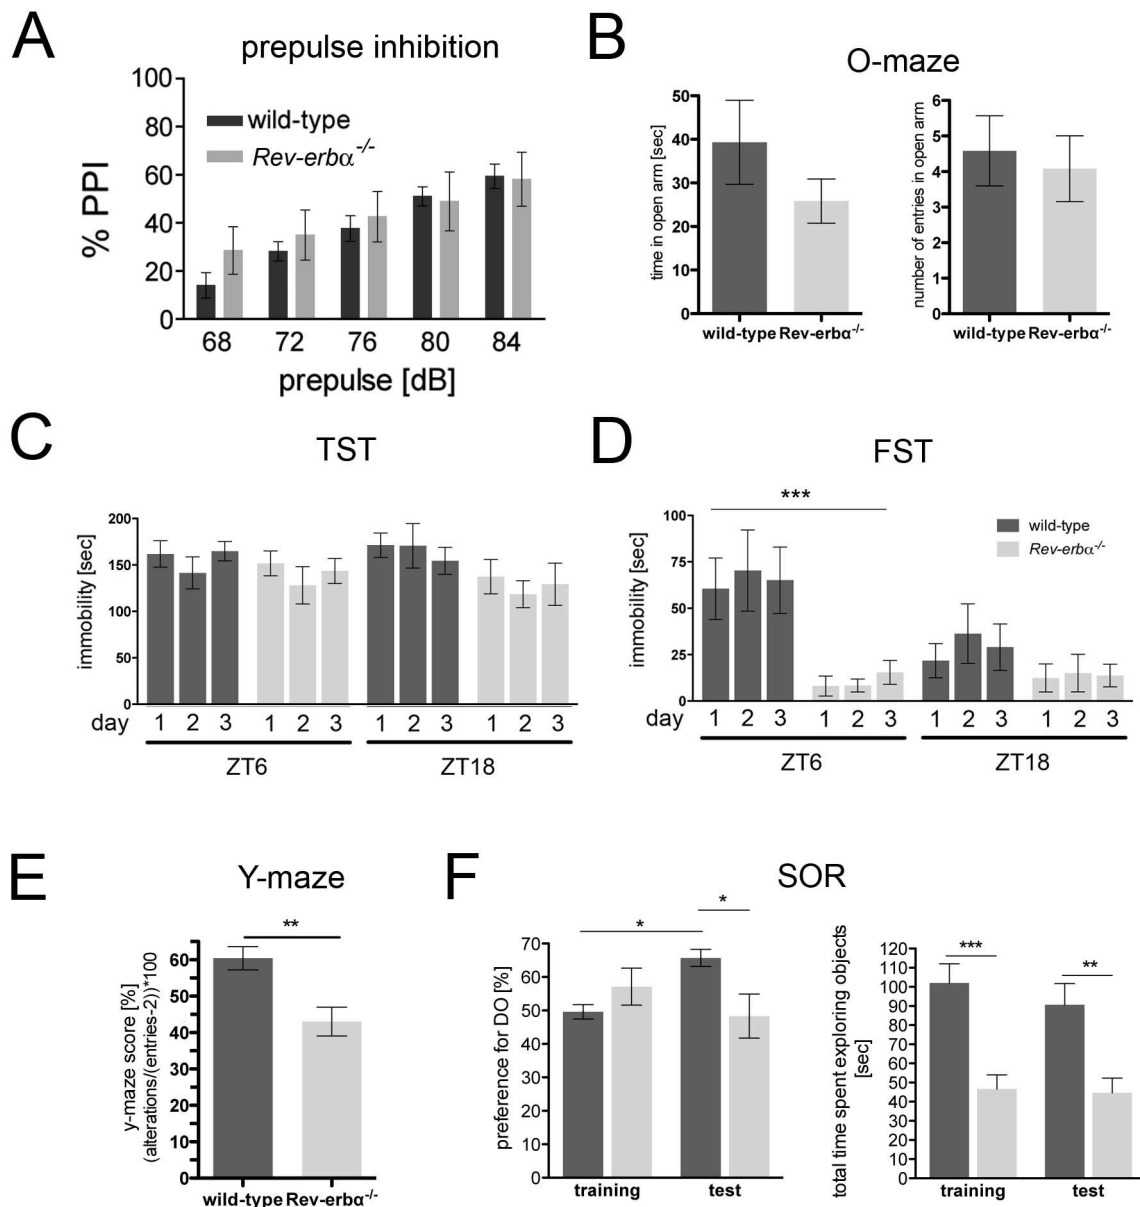 A
prepulse inhibition
100
80
60
40
20
0
% PPI
wild-type
Rev-erbα-/-
68 72 76 80 84
prepulse [dB]
B
O-maze
50
40
30
20
10
0
time in open arm [sec]
wild-type Rev-erbα-/-
6
5
4
3
2
1
0
number of entries in open arm
wild-type Rev-erbα-/-
C
TST
200
150
100
50
0
immobility [sec]
day 1 2 3 1 2 3 1 2 3 1 2 3
ZT6 ZT18
D
FST
***
100
75
50
25
0
immobility [sec]
wild-type
Rev-erbα-/-
day 1 2 3 1 2 3 1 2 3 1 2 3
ZT6 ZT18
E
Y-maze
**
60
50
40
30
20
10
0
y-maze score [%]
(alterations/(entries-2))*100
wild-type Rev-erbα-/-
F
SOR
* *
70
60
50
40
30
20
10
0
preference for DO [%]
training test
*** **
120
110
100
90
80
70
60
50
40
30
20
10
0
total time spent exploring objects
[sec]
training test